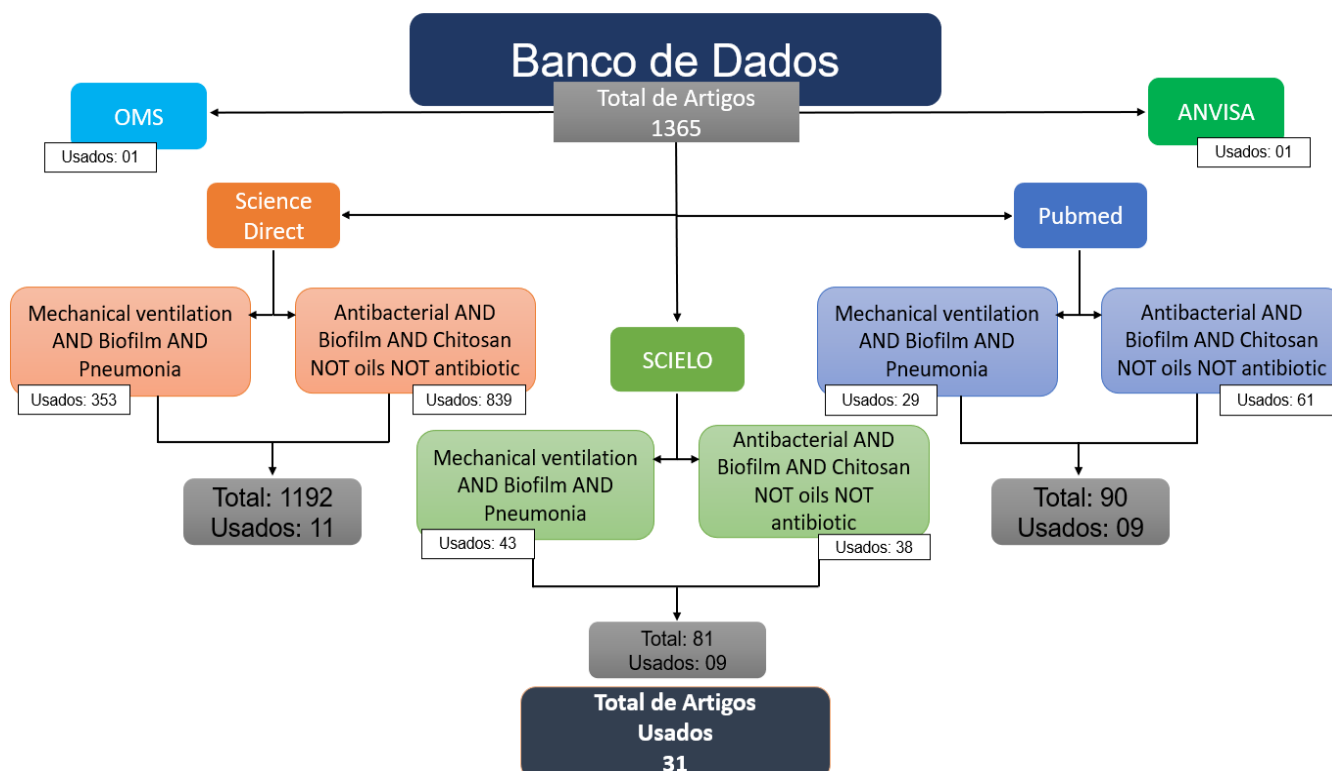 Banco de Dados
Total de Artigos
1365
OMS
Usados: 01
ANVISA
Usados: 01
Science
Direct
Mechanical ventilation
AND Biofilm AND
Pneumonia
Usados: 353
Antibacterial AND
Biofilm AND Chitosan
NOT oils NOT antibiotic
Usados: 839
Total: 1192
Usados: 11
SCIELO
Mechanical ventilation
AND Biofilm AND
Pneumonia
Usados: 43
Antibacterial AND
Biofilm AND Chitosan
NOT oils NOT
antibiotic
Usados: 38
Total: 81
Usados: 09
Pubmed
Mechanical ventilation
AND Biofilm AND
Pneumonia
Usados: 29
Antibacterial AND
Biofilm AND Chitosan
NOT oils NOT antibiotic
Usados: 61
Total: 90
Usados: 09
Total de Artigos
Usados
31